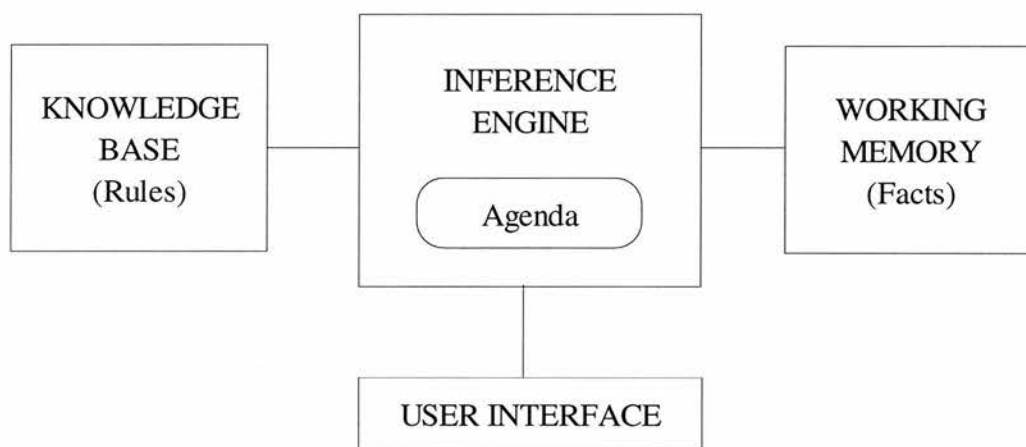 KNOWLEDGE
BASE
(Rules)
INFERENCE
ENGINE
Agenda
WORKING
MEMORY
(Facts)
USER INTERFACE